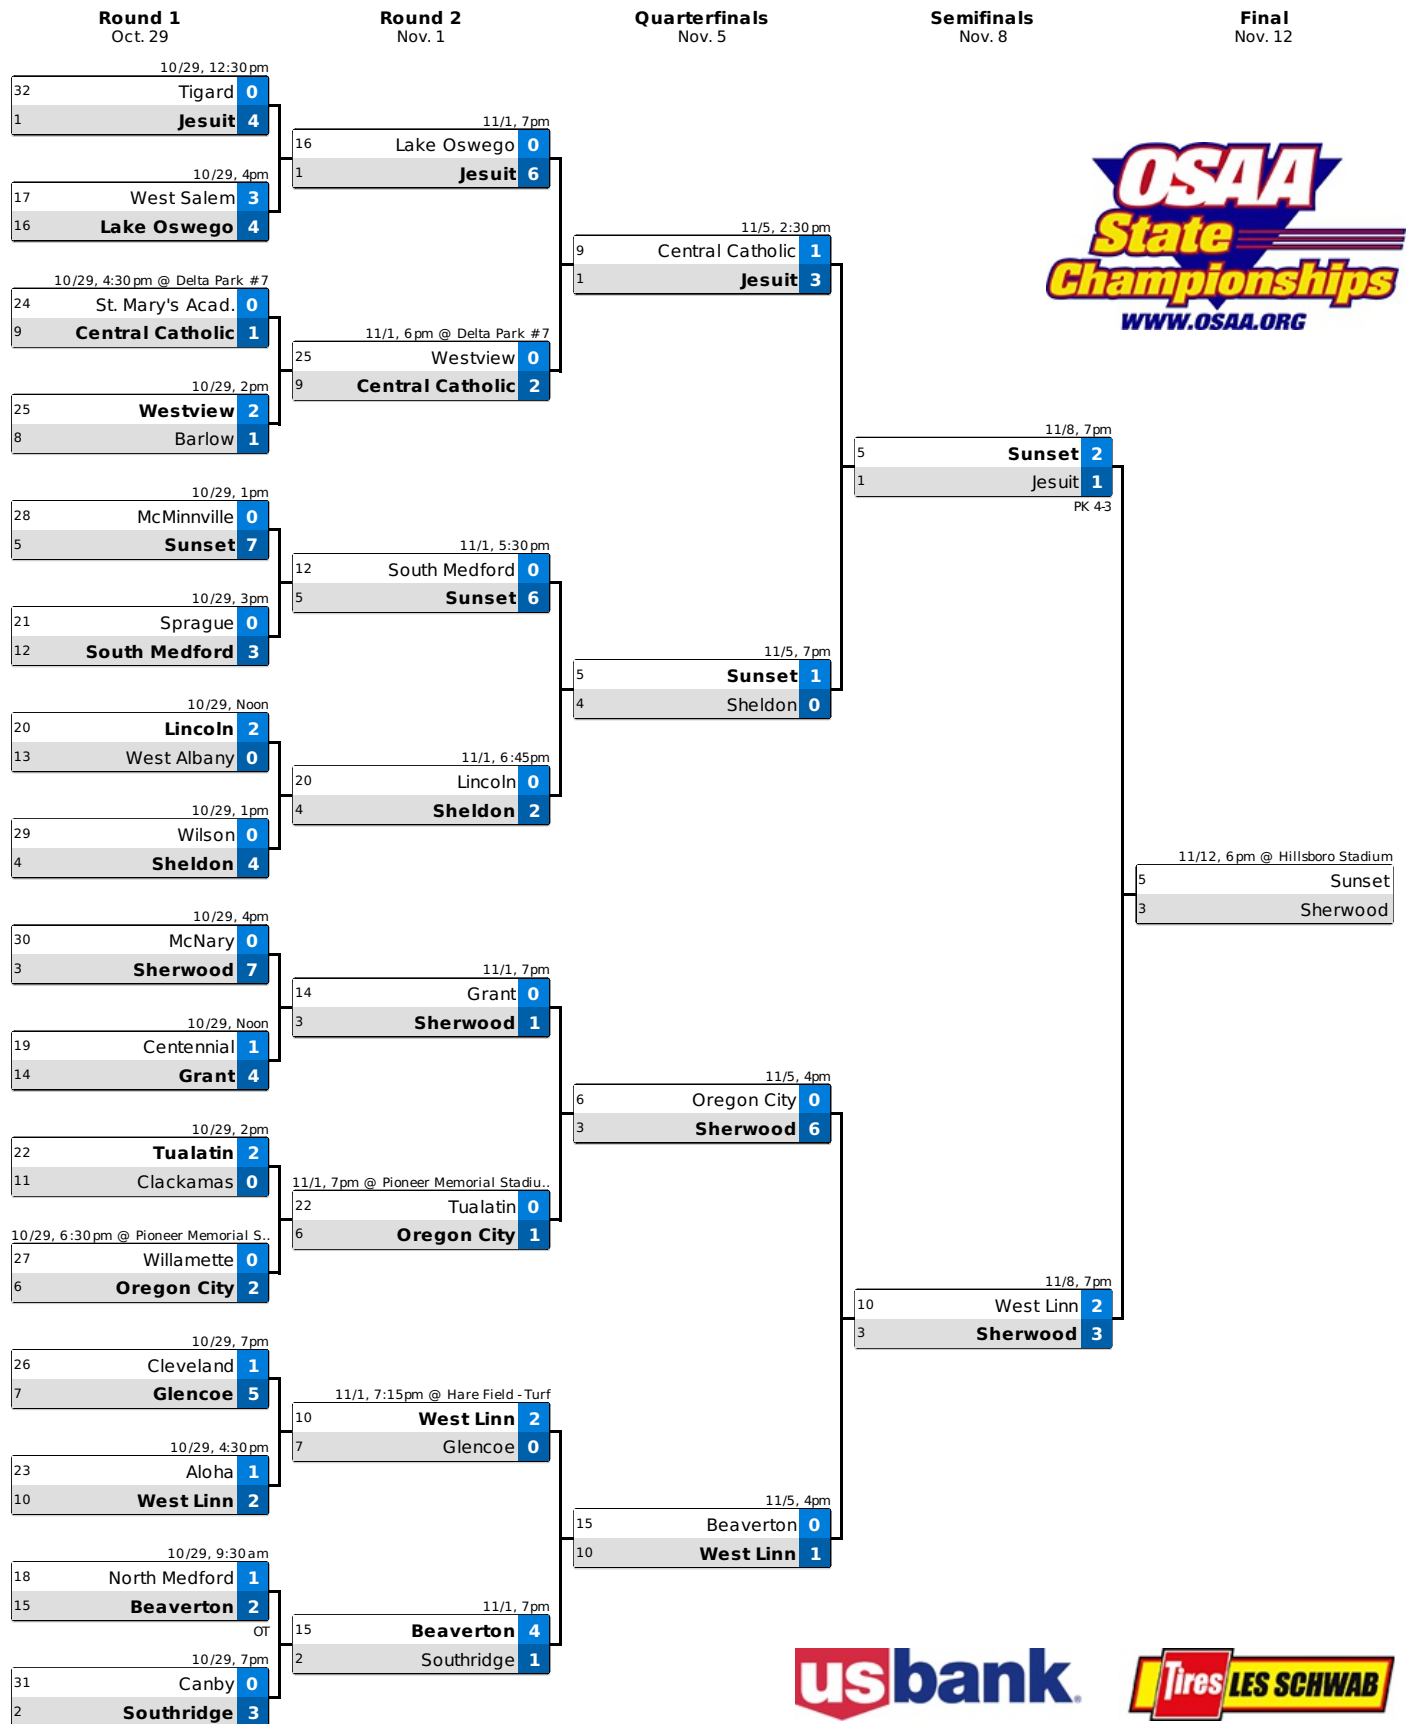 Round 1
Oct. 29
Round 2
Nov. 1
Quarterfinals
Nov. 5
Semifinals
Nov. 8
Final
Nov. 12
10/29, 12:30pm
32 Tigard 0
1 Jesuit 4
10/29, 4pm
17 West Salem 3
16 Lake Oswego 4
10/29, 4:30pm @ Delta Park #7
24 St. Mary's Acad. 0
9 Central Catholic 1
10/29, 2pm
25 Westview 2
8 Barlow 1
10/29, 1pm
28 McMinnville 0
5 Sunset 7
10/29, 3pm
21 Sprague 0
12 South Medford 3
10/29, Noon
20 Lincoln 2
13 West Albany 0
10/29, 1pm
29 Wilson 0
4 Sheldon 4
10/29, 4pm
30 McNary 0
3 Sherwood 7
10/29, Noon
19 Centennial 1
14 Grant 4
10/29, 2pm
22 Tualatin 2
11 Clackamas 0
10/29, 6:30pm @ Pioneer Memorial S..
27 Willamette 0
6 Oregon City 2
10/29, 7pm
26 Cleveland 1
7 Glencoe 5
10/29, 4:30pm
23 Aloha 1
10 West Linn 2
10/29, 9:30am
18 North Medford 1
15 Beaverton 2
OT
10/29, 7pm
31 Canby 0
2 Southridge 3
11/1, 7pm
16 Lake Oswego 0
1 Jesuit 6
11/1, 6pm @ Delta Park #7
25 Westview 0
9 Central Catholic 2
11/1, 5:30pm
12 South Medford 0
5 Sunset 6
11/1, 6:45pm
20 Lincoln 0
4 Sheldon 2
11/1, 7pm
14 Grant 0
3 Sherwood 1
11/1, 7pm @ Pioneer Memorial Stadiu..
22 Tualatin 0
6 Oregon City 1
11/1, 7:15pm @ Hare Field - Turf
10 West Linn 2
7 Glencoe 0
11/1, 7pm
15 Beaverton 4
2 Southridge 1
11/5, 2:30pm
9 Central Catholic 1
1 Jesuit 3
11/5, 7pm
5 Sunset 1
4 Sheldon 0
11/5, 4pm
6 Oregon City 0
3 Sherwood 6
11/5, 4pm
15 Beaverton 0
10 West Linn 1
11/8, 7pm
5 Sunset 2
1 Jesuit 1
PK 4-3
11/8, 7pm
10 West Linn 2
3 Sherwood 3
11/12, 6pm @ Hillsboro Stadium
5 Sunset
3 Sherwood
OSAA
State
Championships
WWW.OSAA.ORG
usbank.
Tires LES SCHWAB